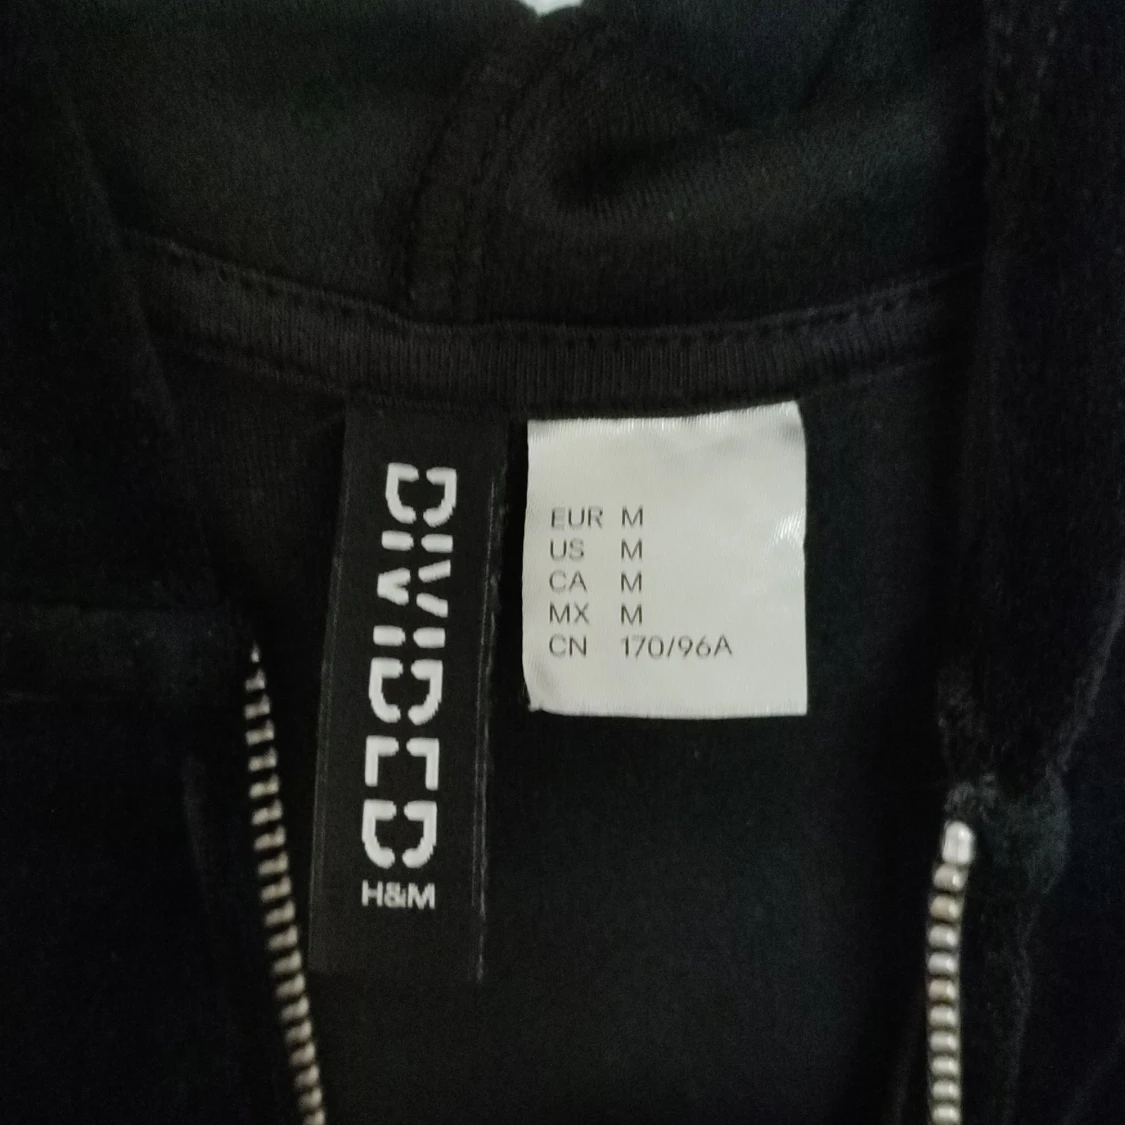 DIVIDED
H&M
EUR M
US M
CA M
MX M
CN 170/96A